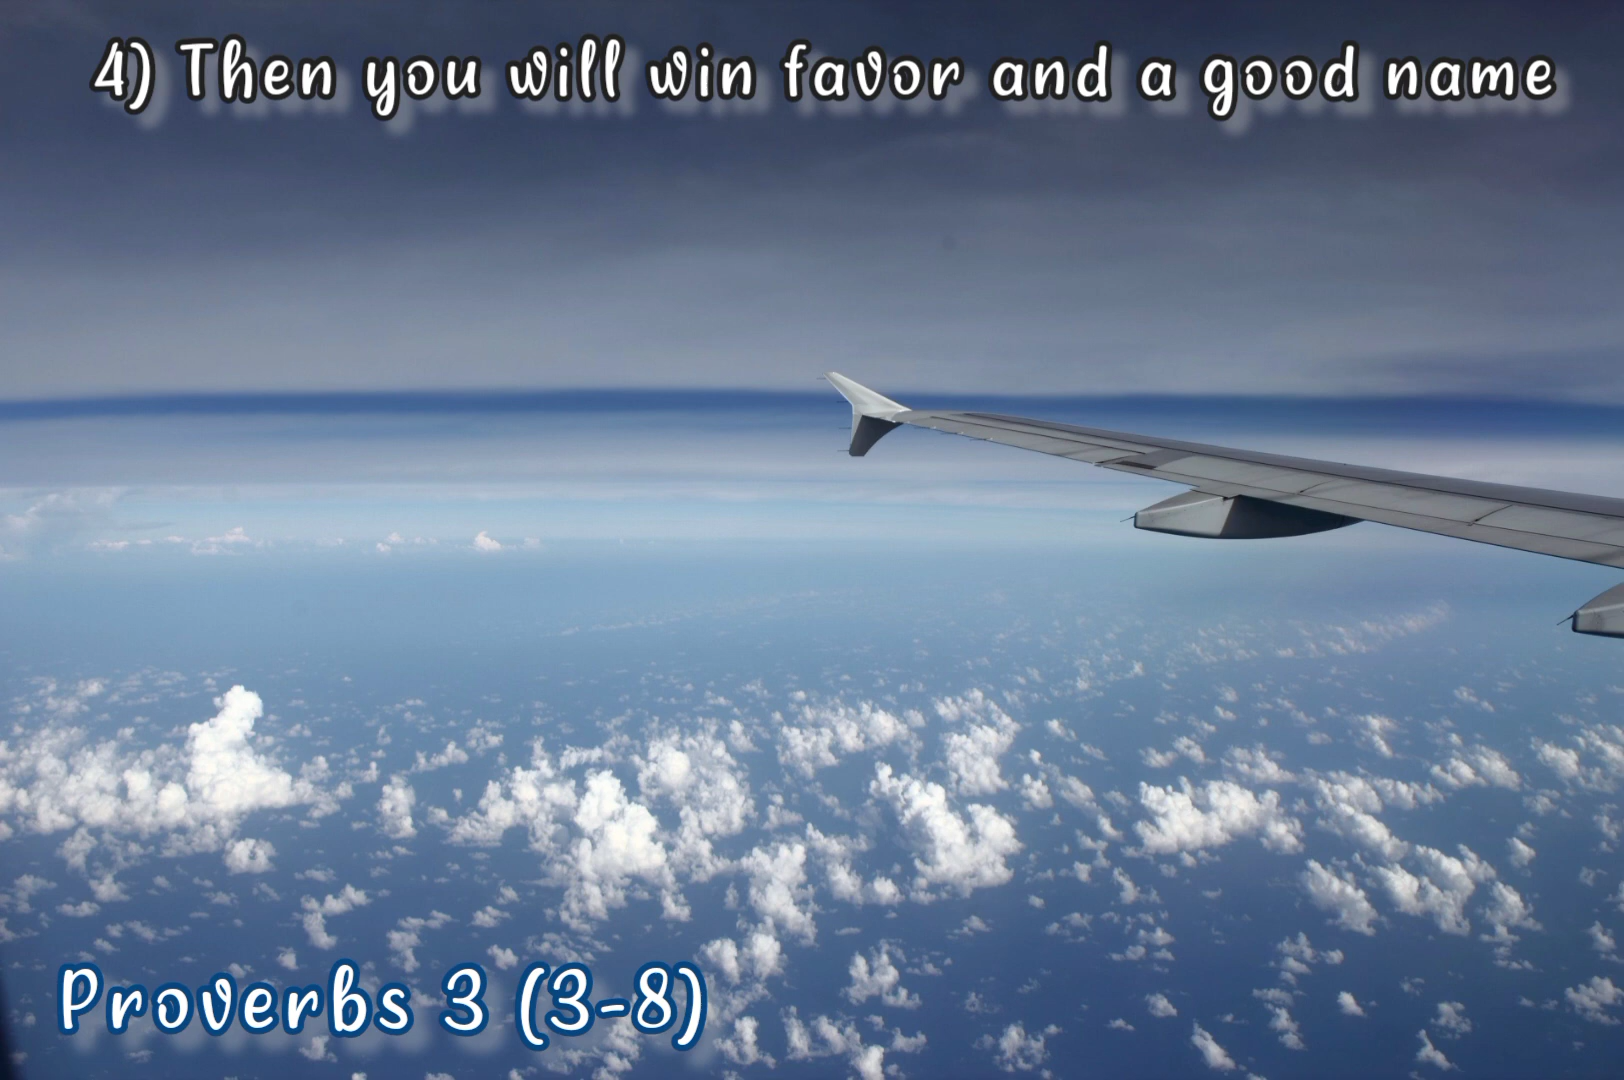 4) Then you will win favor and a good name
Proverbs 3 (3-8)